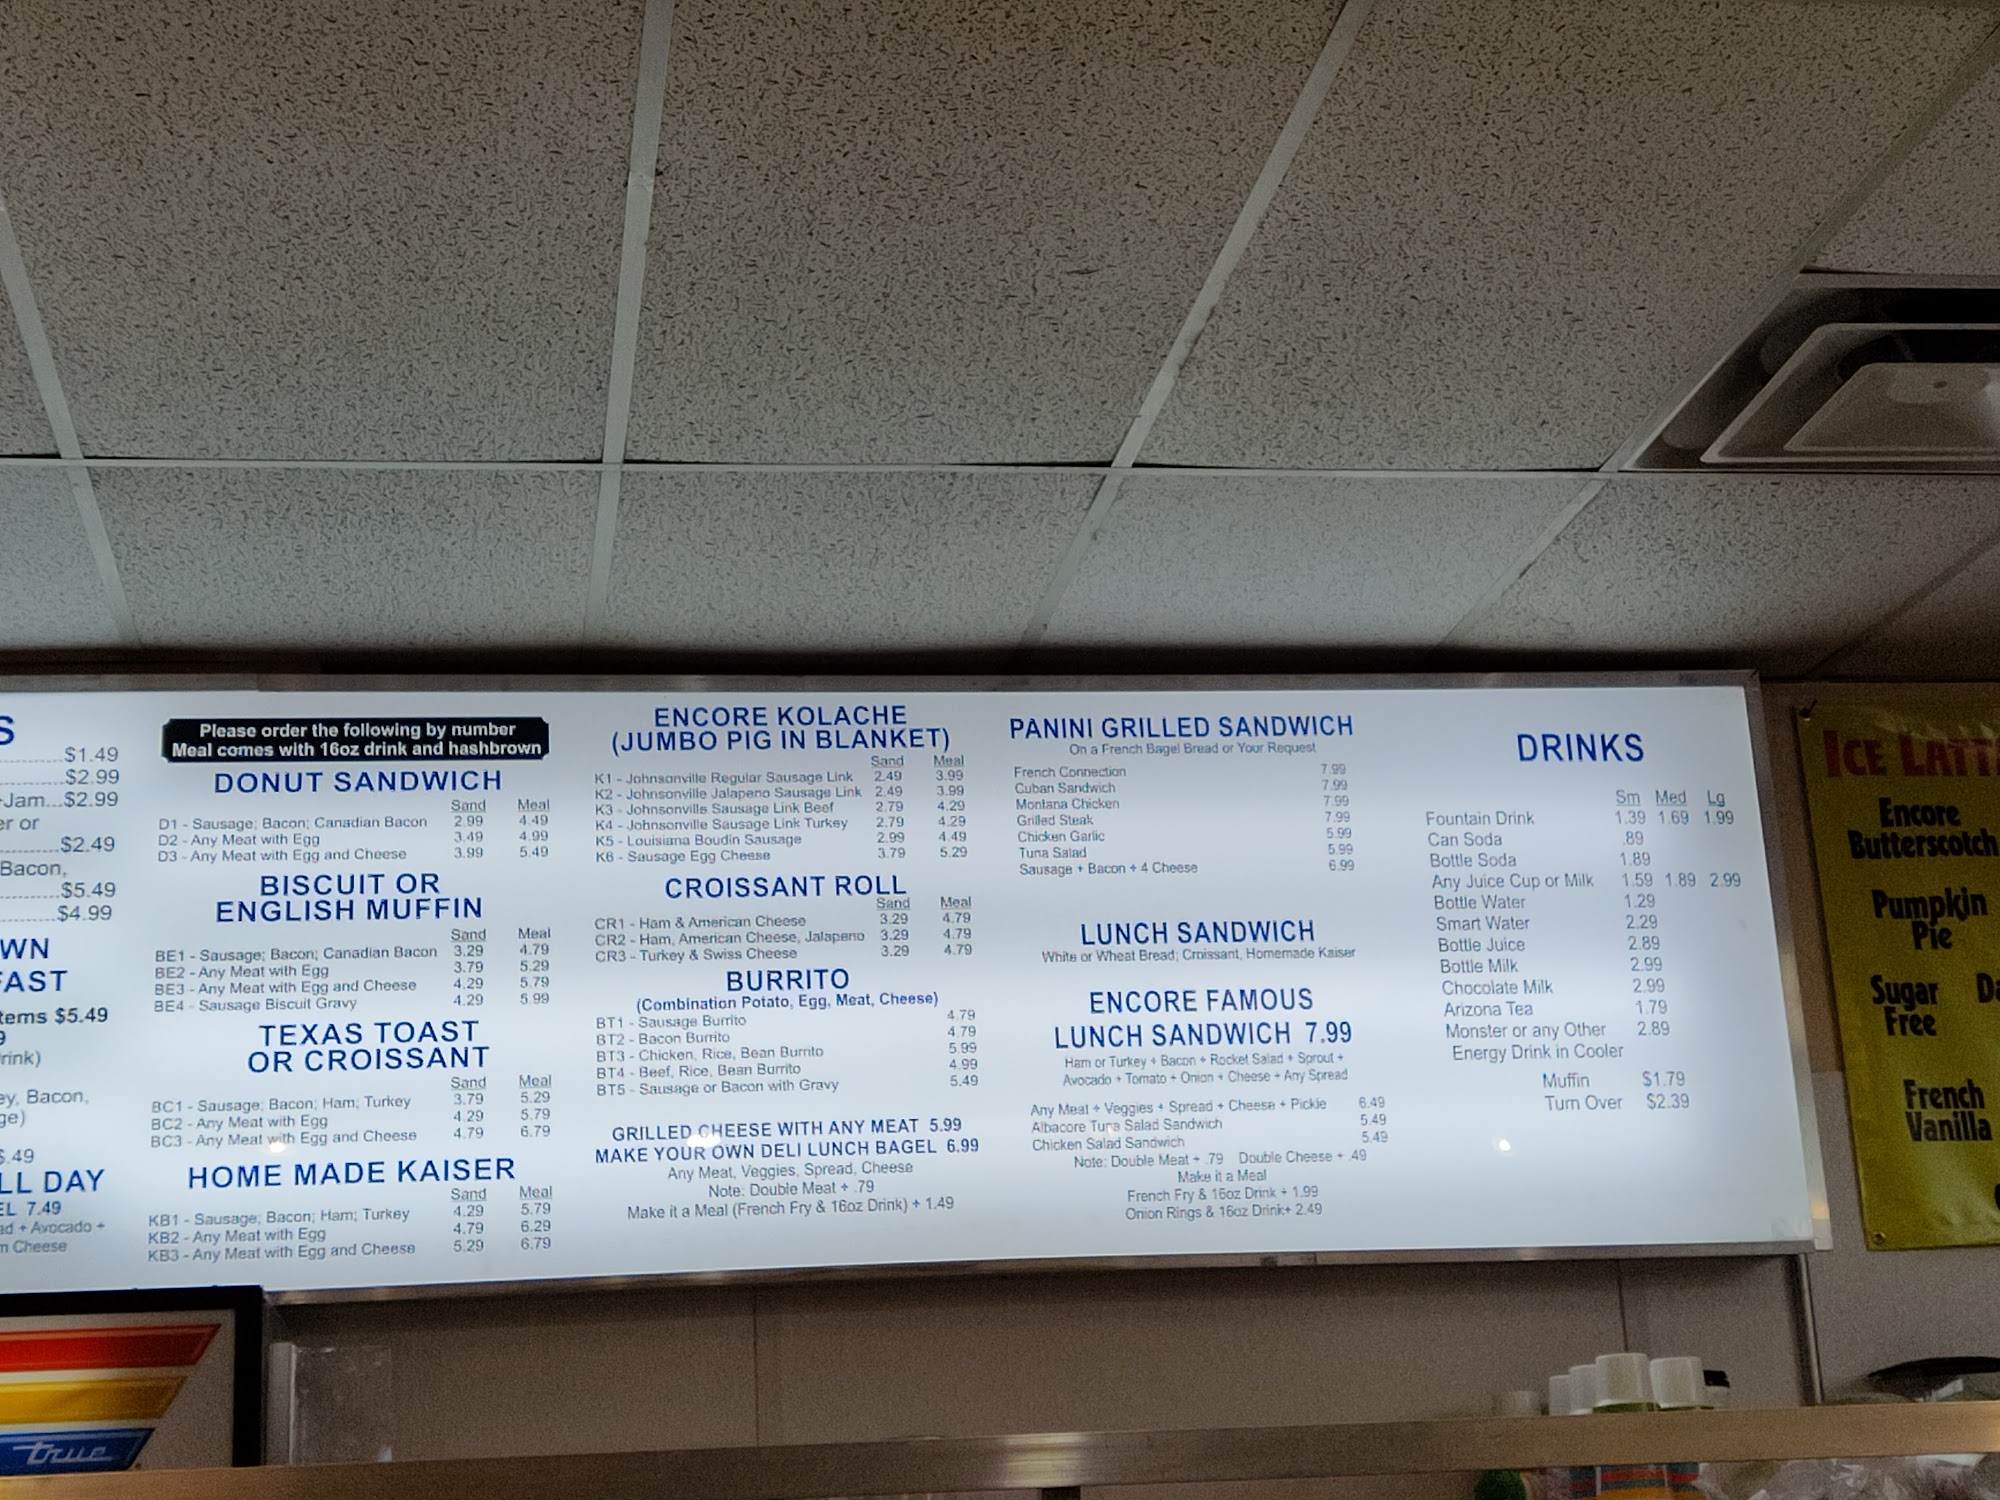 S
$1.49
$2.99
Jam...$2.99
er or
$2.49
Bacon,
$5.49
$4.99
WN
FAST
tems $5.49
9
rink)
ey, Bacon,
ge)
$.49
LL DAY
EL 7.49
ad + Avocado +
n Cheese
Please order the following by number
Meal comes with 16oz drink and hashbrown
DONUT SANDWICH
Sand Meal
D1 - Sausage; Bacon; Canadian Bacon 2.99 4.49
D2 - Any Meat with Egg 3.49 4.99
D3 - Any Meat with Egg and Cheese 3.99 5.49
BISCUIT OR
ENGLISH MUFFIN
Sand Meal
BE1 - Sausage; Bacon; Canadian Bacon 3.29 4.79
BE2 - Any Meat with Egg 3.79 5.29
BE3 - Any Meat with Egg and Cheese 4.29 5.79
BE4 - Sausage Biscuit Gravy 4.29 5.99
TEXAS TOAST
OR CROISSANT
Sand Meal
BC1 - Sausage; Bacon; Ham; Turkey 3.79 5.29
BC2 - Any Meat with Egg 4.29 5.79
BC3 - Any Meat with Egg and Cheese 4.79 6.79
HOME MADE KAISER
Sand Meal
KB1 - Sausage; Bacon; Ham; Turkey 4.29 5.79
KB2 - Any Meat with Egg 4.79 6.29
KB3 - Any Meat with Egg and Cheese 5.29 6.79
ENCORE KOLACHE
(JUMBO PIG IN BLANKET)
Sand Meal
K1 - Johnsonville Regular Sausage Link 2.49 3.99
K2 - Johnsonville Jalapeno Sausage Link 2.49 3.99
K3 - Johnsonville Sausage Link Beef 2.79 4.29
K4 - Johnsonville Sausage Link Turkey 2.79 4.29
K5 - Louisiana Boudin Sausage 2.99 4.49
K6 - Sausage Egg Cheese 3.79 5.29
CROISSANT ROLL
Sand Meal
CR1 - Ham & American Cheese 3.29 4.79
CR2 - Ham, American Cheese, Jalapeno 3.29 4.79
CR3 - Turkey & Swiss Cheese 3.29 4.79
BURRITO
(Combination Potato, Egg, Meat, Cheese)
BT1 - Sausage Burrito 4.79
BT2 - Bacon Burrito 4.79
BT3 - Chicken, Rice, Bean Burrito 5.99
BT4 - Beef, Rice, Bean Burrito 4.99
BT5 - Sausage or Bacon with Gravy 5.49
GRILLED CHEESE WITH ANY MEAT 5.99
MAKE YOUR OWN DELI LUNCH BAGEL 6.99
Any Meat, Veggies, Spread, Cheese
Note: Double Meat + .79
Make it a Meal (French Fry & 16oz Drink) + 1.49
PANINI GRILLED SANDWICH
On a French Bagel Bread or Your Request
French Connection 7.99
Cuban Sandwich 7.99
Montana Chicken 7.99
Grilled Steak 7.99
Chicken Garlic 5.99
Tuna Salad 5.99
Sausage + Bacon + 4 Cheese 6.99
LUNCH SANDWICH
White or Wheat Bread; Croissant, Homemade Kaiser
ENCORE FAMOUS
LUNCH SANDWICH 7.99
Ham or Turkey + Bacon + Rocket Salad + Sprout +
Avocado + Tomato + Onion + Cheese + Any Spread
Any Meat + Veggies + Spread + Cheese + Pickle 6.49
Albacore Tuna Salad Sandwich 5.49
Chicken Salad Sandwich 5.49
Note: Double Meat + .79 Double Cheese + .49
Make it a Meal
French Fry & 16oz Drink + 1.99
Onion Rings & 16oz Drink+ 2.49
DRINKS
Sm Med Lg
Fountain Drink 1.39 1.69 1.99
Can Soda .89
Bottle Soda 1.89
Any Juice Cup or Milk 1.59 1.89 2.99
Bottle Water 1.29
Smart Water 2.29
Bottle Juice 2.89
Bottle Milk 2.99
Chocolate Milk 2.99
Arizona Tea 1.79
Monster or any Other 2.89
Energy Drink in Cooler
Muffin $1.79
Turn Over $2.39
ICE LATT
Encore
Butterscotch
Pumpkin
Pie
Sugar Da
Free
French
Vanilla
true